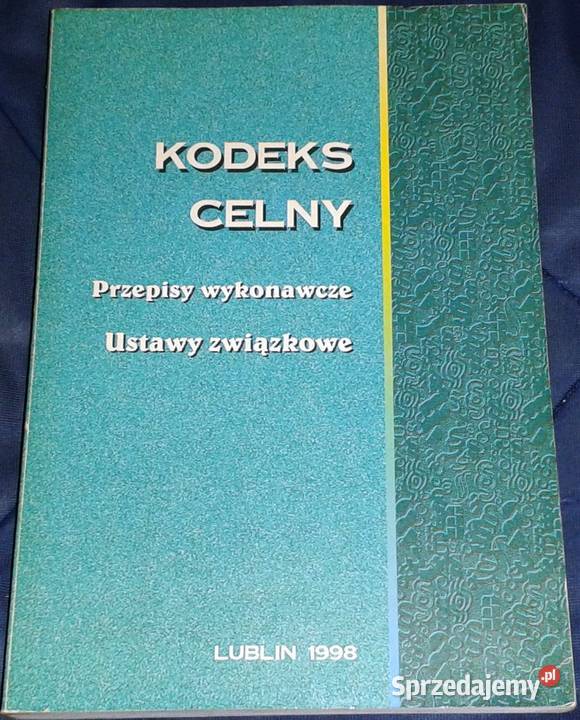 KODEKS
CELNY
Przepisy wykonawcze
Ustawy związkowe
LUBLIN 1998
Sprzedajemy.pl